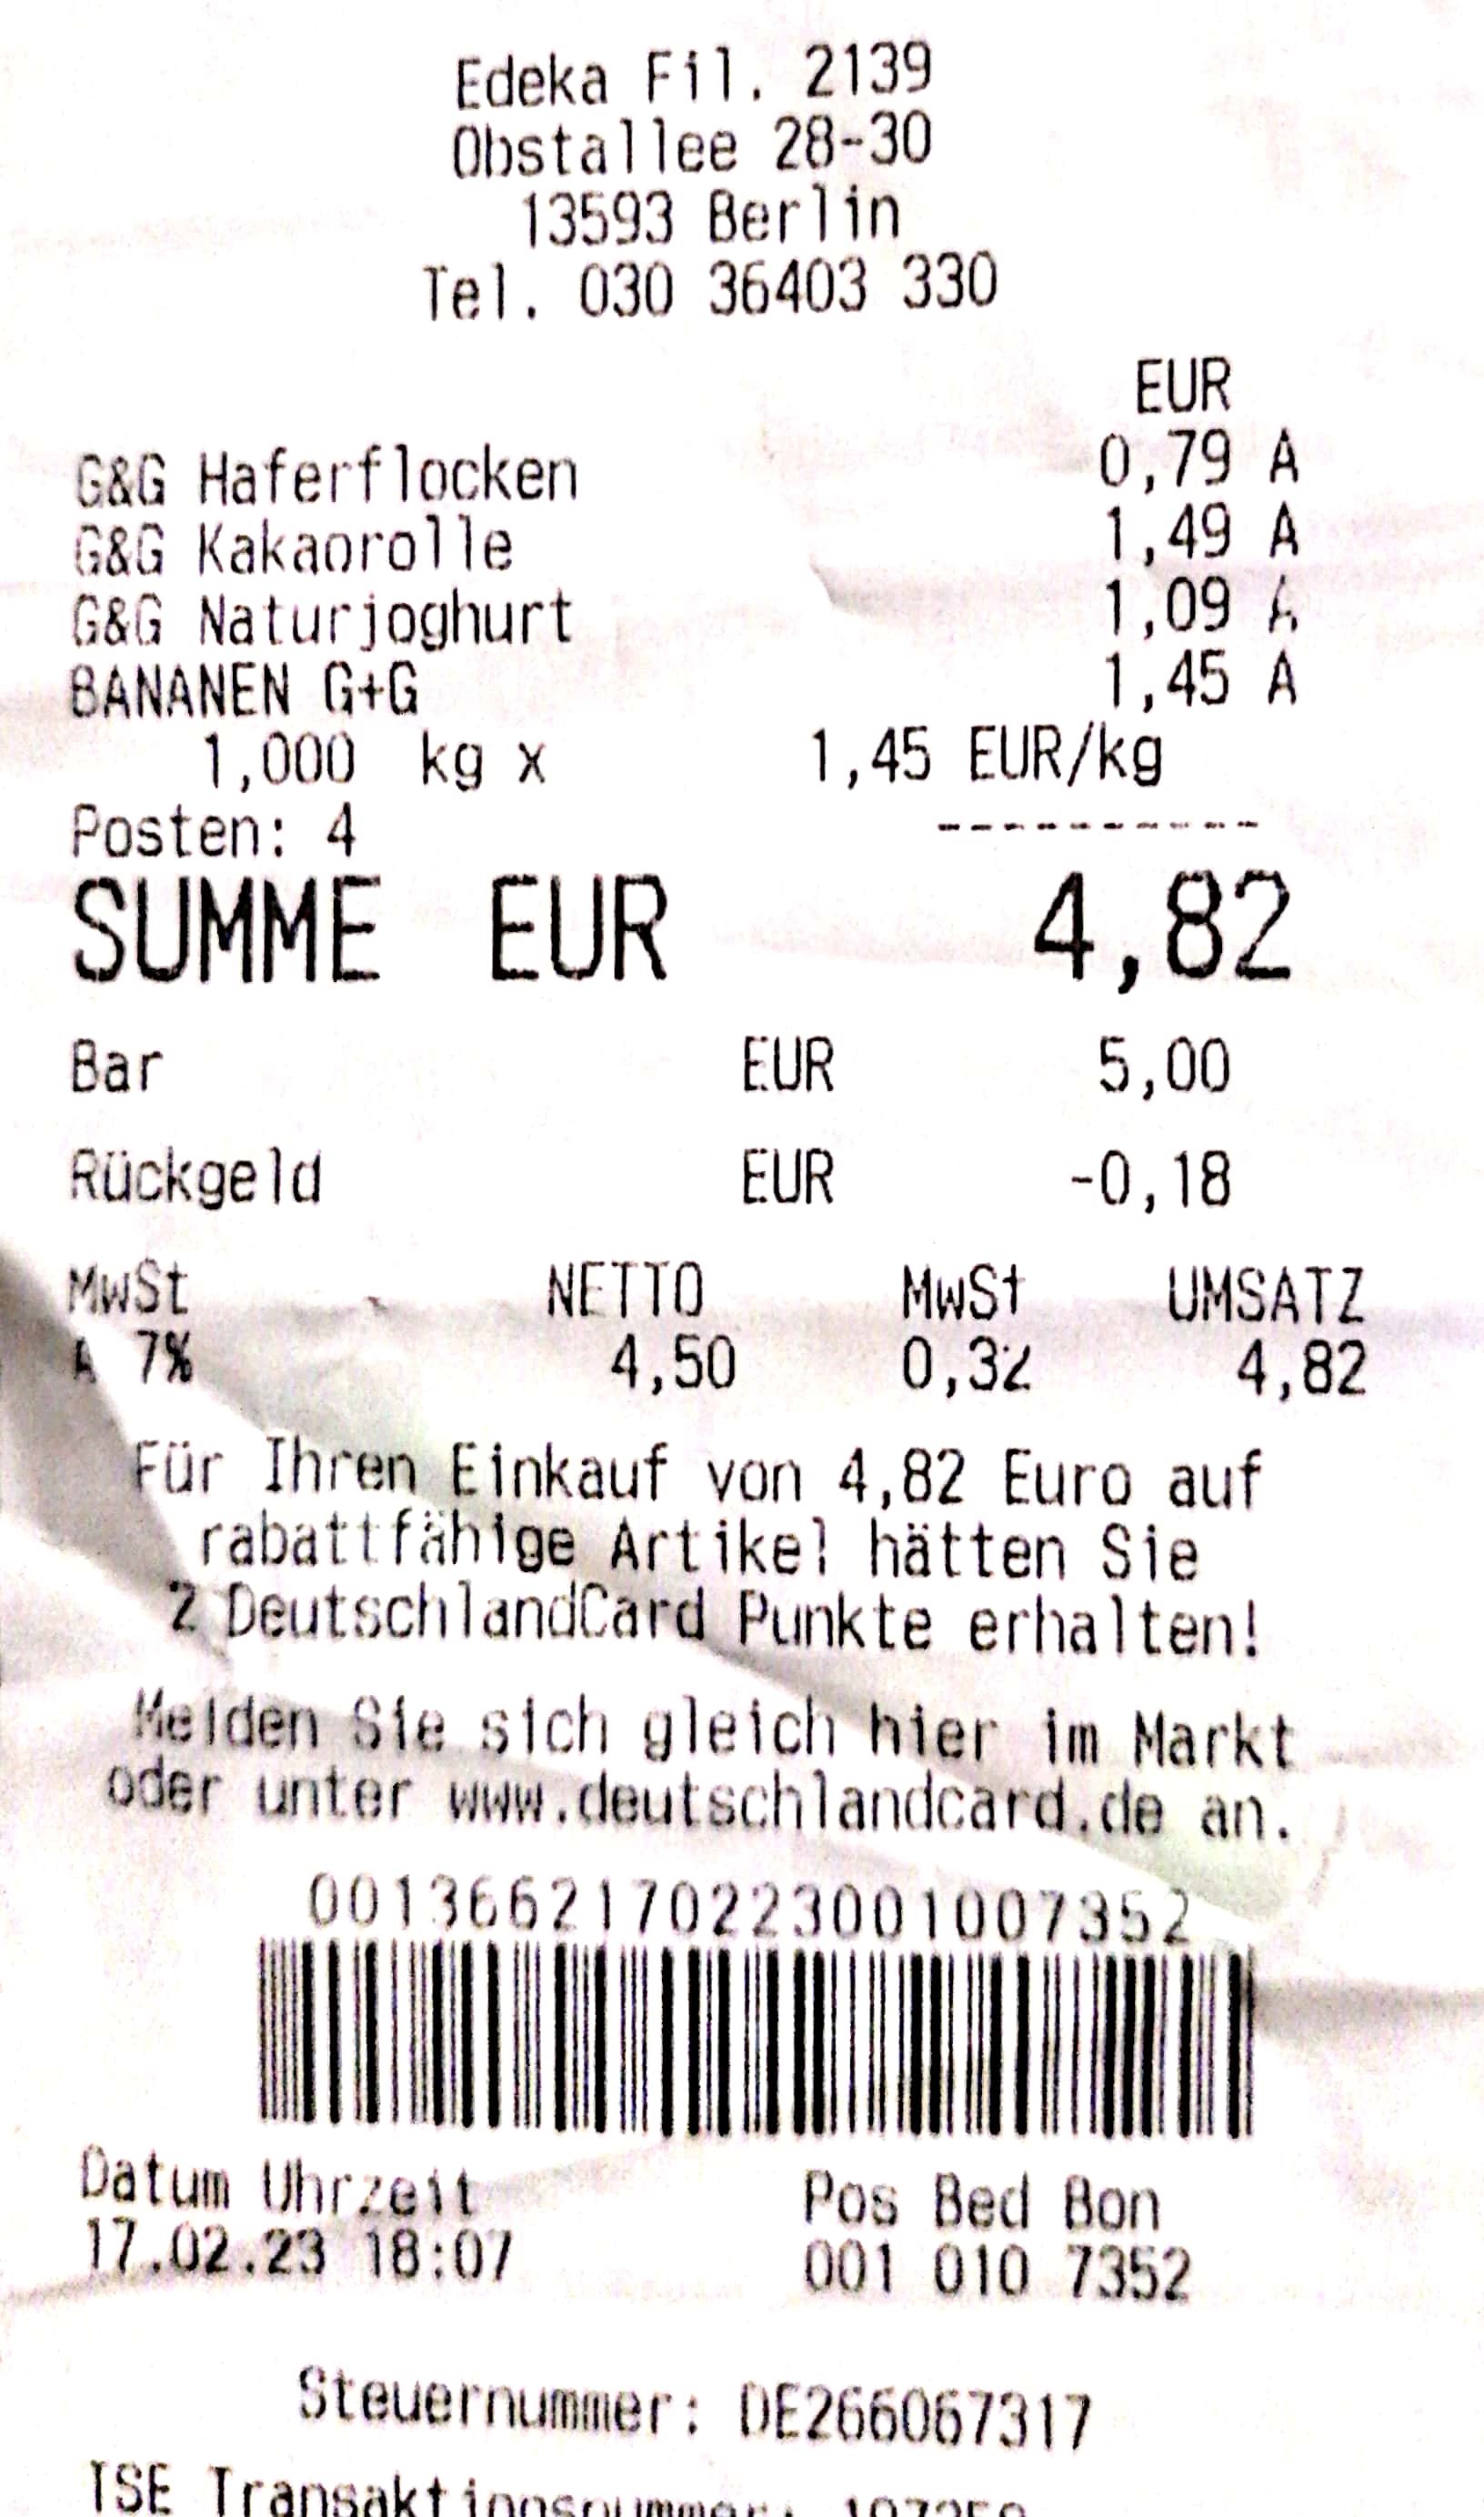 Edeka Fil. 2139
Obstallee 28-30
13593 Berlin
Tel. 030 36403 330
EUR
G&G Haferflocken 0,79 A
G&G Kakaorolle 1,49 A
G&G Naturjoghurt 1,09 A
BANANEN G+G 1,45 A
1,000 kg x 1,45 EUR/kg
Posten: 4 ----------
SUMME EUR 4,82
Bar EUR 5,00
Rückgeld EUR -0,18
MwSt NETTO MwSt UMSATZ
A 7% 4,50 0,32 4,82
Für Ihren Einkauf von 4,82 Euro auf
rabattfähige Artikel hätten Sie
2 DeutschlandCard Punkte erhalten!
Melden Sie sich gleich hier im Markt
oder unter www.deutschlandcard.de an.
0013662170223001007352
Datum Uhrzeit Pos Bed Bon
17.02.23 18:07 001 010 7352
Steuernummer: DE266067317
TSE Transaktionsnummer: